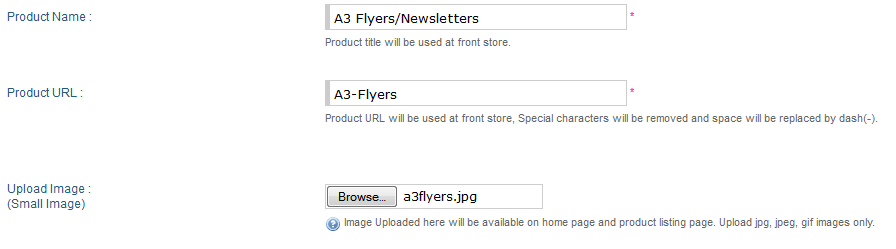 Product Name : A3 Flyers/Newsletters *
Product title will be used at front store.
Product URL : A3-Flyers *
Product URL will be used at front store, Special characters will be removed and space will be replaced by dash(-).
Upload Image :
(Small Image)
Browse... a3flyers.jpg
Image Uploaded here will be available on home page and product listing page. Upload jpg, jpeg, gif images only.